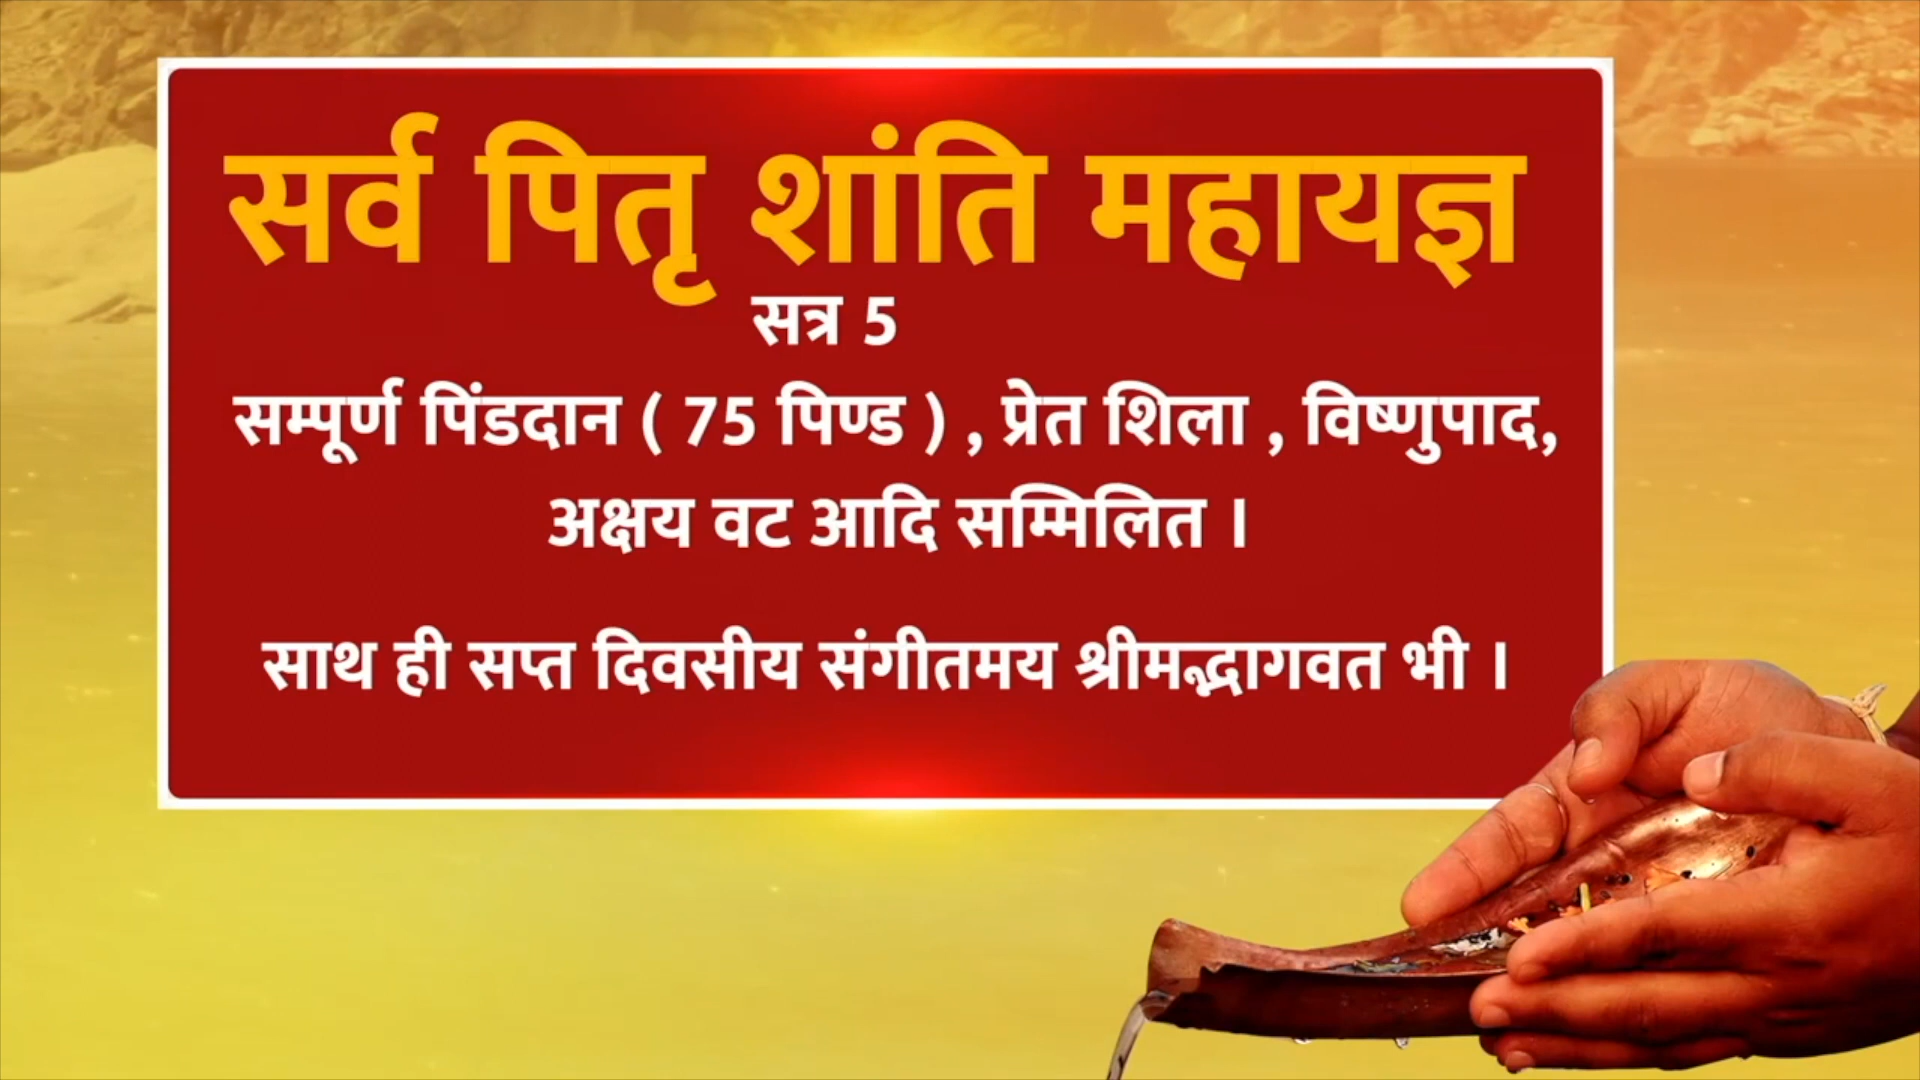 सर्व पितृ शांति महायज्ञ
सत्र 5
सम्पूर्ण पिंडदान ( 75 पिण्ड ) , प्रेत शिला , विष्णुपाद,
अक्षय वट आदि सम्मिलित ।
साथ ही सप्त दिवसीय संगीतमय श्रीमद्भागवत भी ।